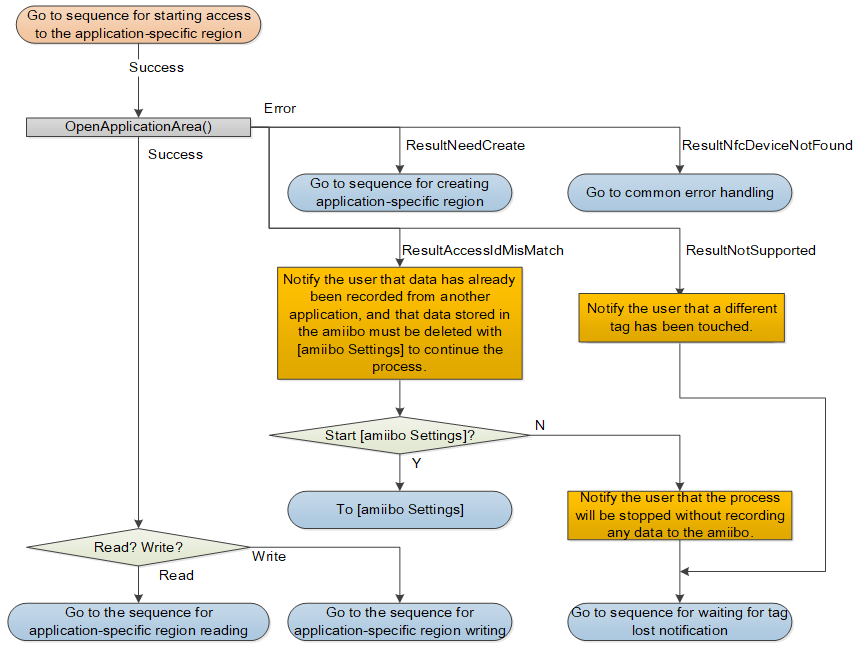 Go to sequence for starting access
to the application-specific region
Success
OpenApplicationArea()
Error
Success
ResultNeedCreate
ResultNfcDeviceNotFound
Go to sequence for creating
application-specific region
Go to common error handling
ResultAccessIdMisMatch
ResultNotSupported
Notify the user that data has already
been recorded from another
application, and that data stored in
the amiibo must be deleted with
[amiibo Settings] to continue the
process.
Notify the user that a different
tag has been touched.
Start [amiibo Settings]?
N
Y
To [amiibo Settings]
Notify the user that the process
will be stopped without recording
any data to the amiibo.
Read? Write?
Write
Read
Go to the sequence for
application-specific region reading
Go to the sequence for
application-specific region writing
Go to sequence for waiting for tag
lost notification